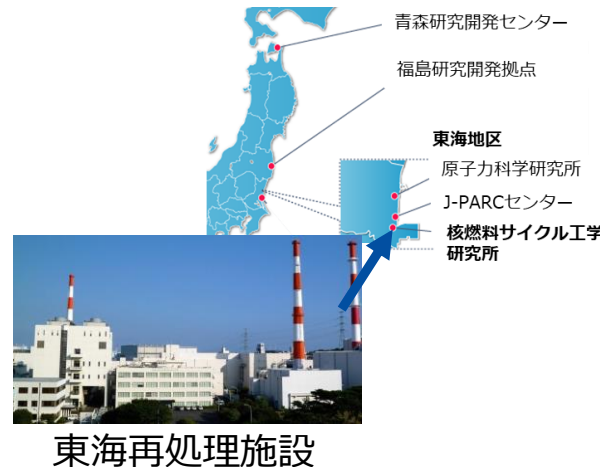 青森研究開発センター
福島研究開発拠点
東海地区
原子力科学研究所
J-PARCセンター
核燃料サイクル工学
研究所
東海再処理施設